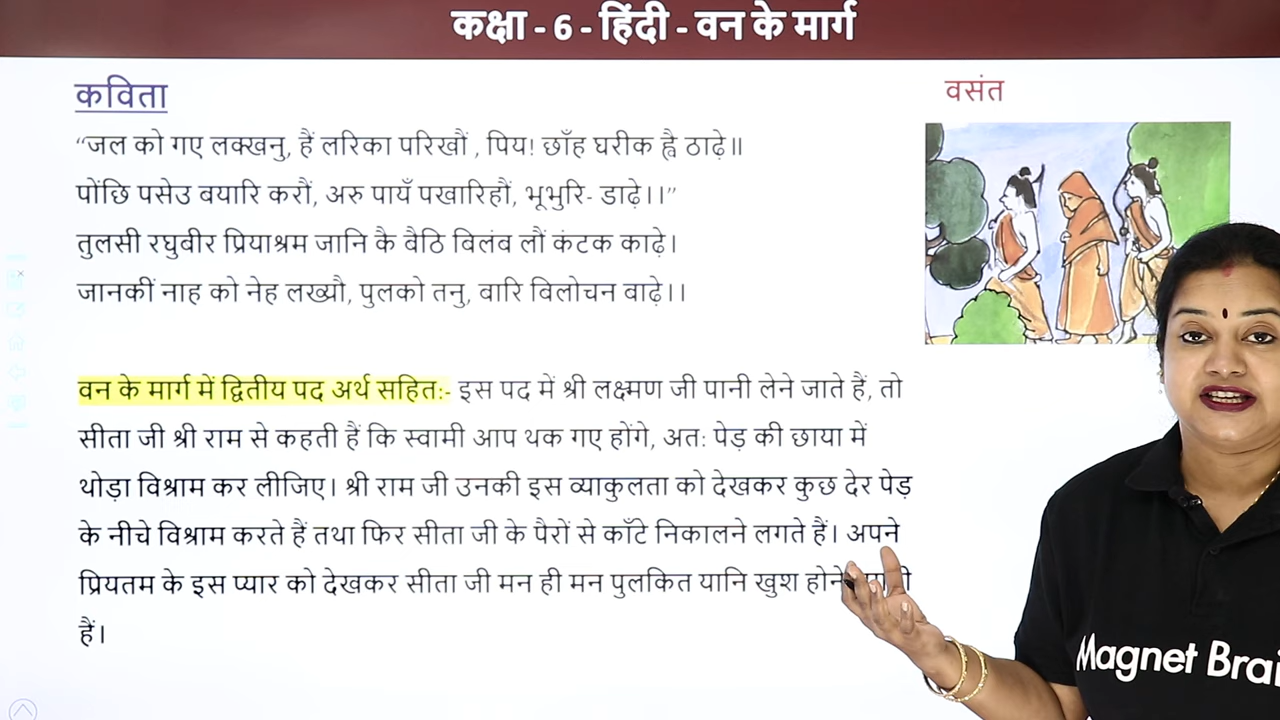 कक्षा - 6 - हिंदी - वन के मार्ग
कविता
वसंत
“जल को गए लक्खनु, हैं लरिका परिखौं , पिय! छाँह घरीक ह्वै ठाढ़े॥
पोंछि पसेउ बयारि करौं, अरु पायँ पखारिहौं, भूभुरि- डाढ़े।।”
तुलसी रघुवीर प्रियाश्रम जानि कै वैठि विलंव लौं कंटक काढ़े।
जानकीं नाह को नेह लख्यौ, पुलको तनु, वारि विलोचन वाढ़े।।
वन के मार्ग में द्वितीय पद अर्थ सहित:- इस पद में श्री लक्ष्मण जी पानी लेने जाते हैं, तो
सीता जी श्री राम से कहती हैं कि स्वामी आप थक गए होंगे, अत: पेड़ की छाया में
थोड़ा विश्राम कर लीजिए। श्री राम जी उनकी इस व्याकुलता को देखकर कुछ देर पेड़
के नीचे विश्राम करते हैं तथा फिर सीता जी के पैरों से काँटे निकालने लगते हैं। अपने
प्रियतम के इस प्यार को देखकर सीता जी मन ही मन पुलकित यानि खुश होने
हैं।
Magnet Brai